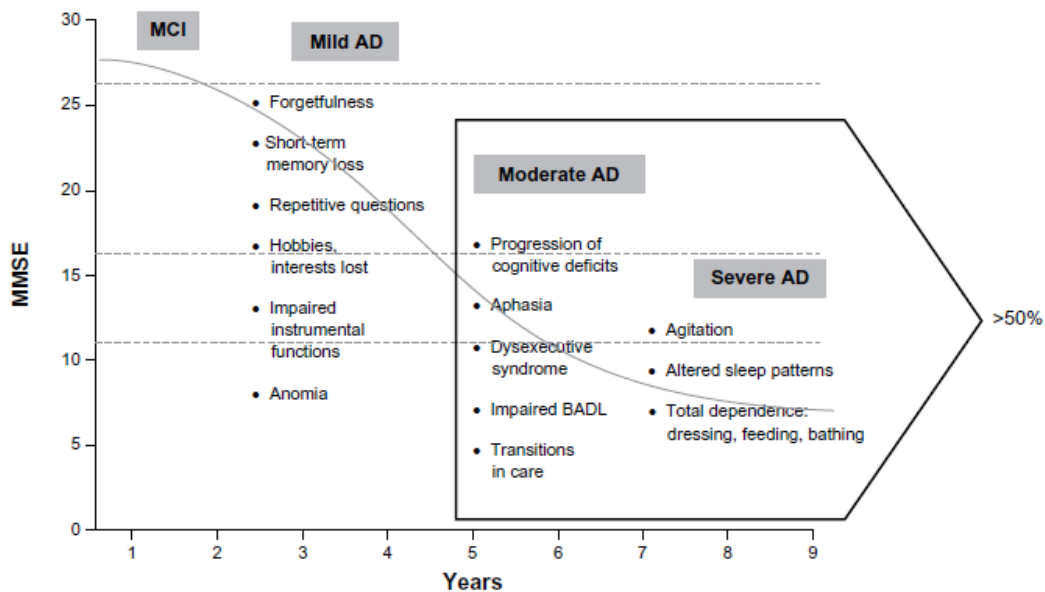 MCI
Mild AD
Moderate AD
Severe AD
MMSE
30
25
20
15
10
5
0
• Forgetfulness
• Short-term
memory loss
• Repetitive questions
• Hobbies,
interests lost
• Impaired
instrumental
functions
• Anomia
• Progression of
cognitive deficits
• Aphasia
• Dysexecutive
syndrome
• Impaired BADL
• Transitions
in care
• Agitation
• Altered sleep patterns
• Total dependence:
dressing, feeding, bathing
>50%
1 2 3 4 5 6 7 8 9
Years